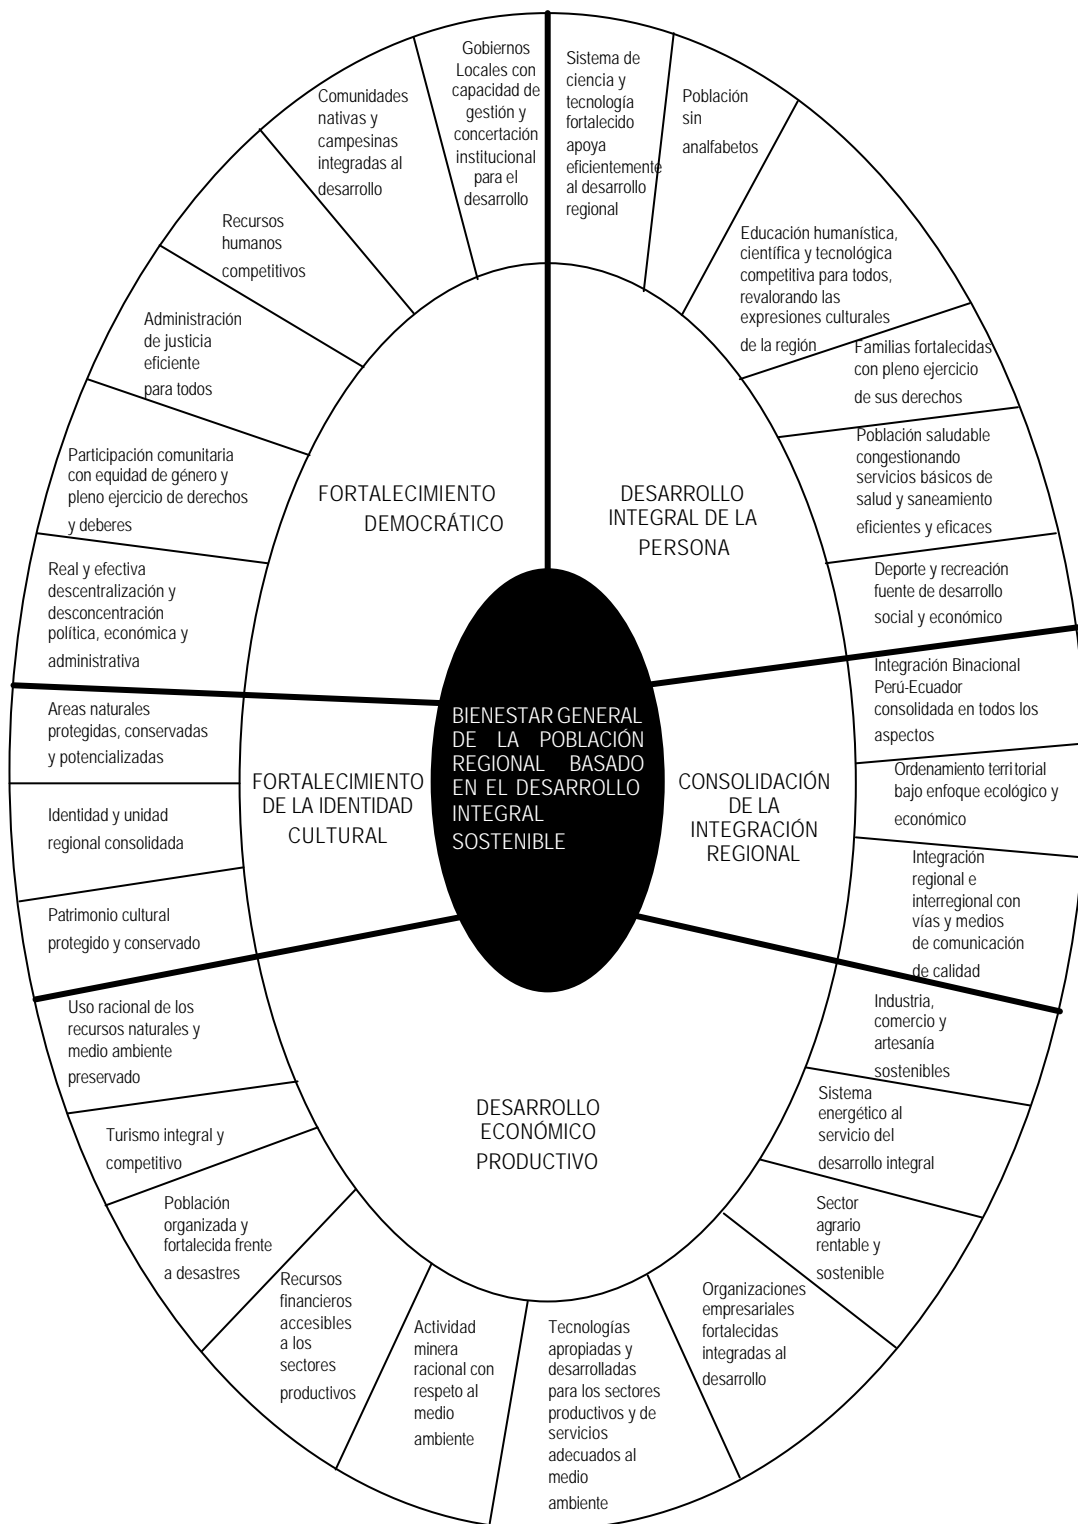 Gobiernos
Locales con
capacidad de
gestión y
concertación
institucional
para el
desarrollo
Sistema de
ciencia y
tecnología
fortalecido
apoya
eficientemente
al desarrollo
regional
Población
sin
analfabetos
Educación humanística,
científica y tecnológica
competitiva para todos,
revalorando las
expresiones culturales
de la región
Familias fortalecidas
con pleno ejercicio
de sus derechos
Población saludable
congestionando
servicios básicos de
salud y saneamiento
eficientes y eficaces
Deporte y recreación
fuente de desarrollo
social y económico
Integración Binacional
Perú-Ecuador
consolidada en todos los
aspectos
Ordenamiento territorial
bajo enfoque ecológico y
económico
Integración
regional e
interregional con
vías y medios
de comunicación
de calidad
Industria,
comercio y
artesanía
sostenibles
Sistema
energético al
servicio del
desarrollo integral
Sector
agrario
rentable y
sostenible
Organizaciones
empresariales
fortalecidas
integradas al
desarrollo
Tecnologías
apropiadas y
desarrolladas
para los sectores
productivos y de
servicios
adecuados al
medio
ambiente
Actividad
minera
racional con
respeto al
medio
ambiente
Recursos
financieros
accesibles
a los
sectores
productivos
Población
organizada y
fortalecida frente
a desastres
Turismo integral y
competitivo
Uso racional de los
recursos naturales y
medio ambiente
preservado
Patrimonio cultural
protegido y conservado
Identidad y unidad
regional consolidada
Areas naturales
protegidas, conservadas
y potencializadas
Real y efectiva
descentralización y
desconcentración
política, económica y
administrativa
Participación comunitaria
con equidad de género y
pleno ejercicio de derechos
y deberes
Administración
de justicia
eficiente
para todos
Recursos
humanos
competitivos
Comunidades
nativas y
campesinas
integradas al
desarrollo
FORTALECIMIENTO
DEMOCRÁTICO
DESARROLLO
INTEGRAL DE LA
PERSONA
FORTALECIMIENTO
DE LA IDENTIDAD
CULTURAL
BIENESTAR GENERAL
DE LA POBLACIÓN
REGIONAL BASADO
EN EL DESARROLLO
INTEGRAL
SOSTENIBLE
CONSOLIDACIÓN
DE LA
INTEGRACIÓN
REGIONAL
DESARROLLO
ECONÓMICO
PRODUCTIVO